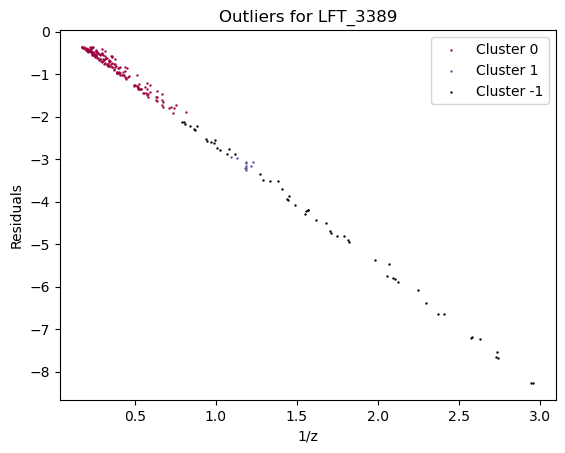 Outliers for LFT_3389
Cluster 0
Cluster 1
Cluster -1
Residuals
0
−1
−2
−3
−4
−5
−6
−7
−8
0.5 1.0 1.5 2.0 2.5 3.0
1/z